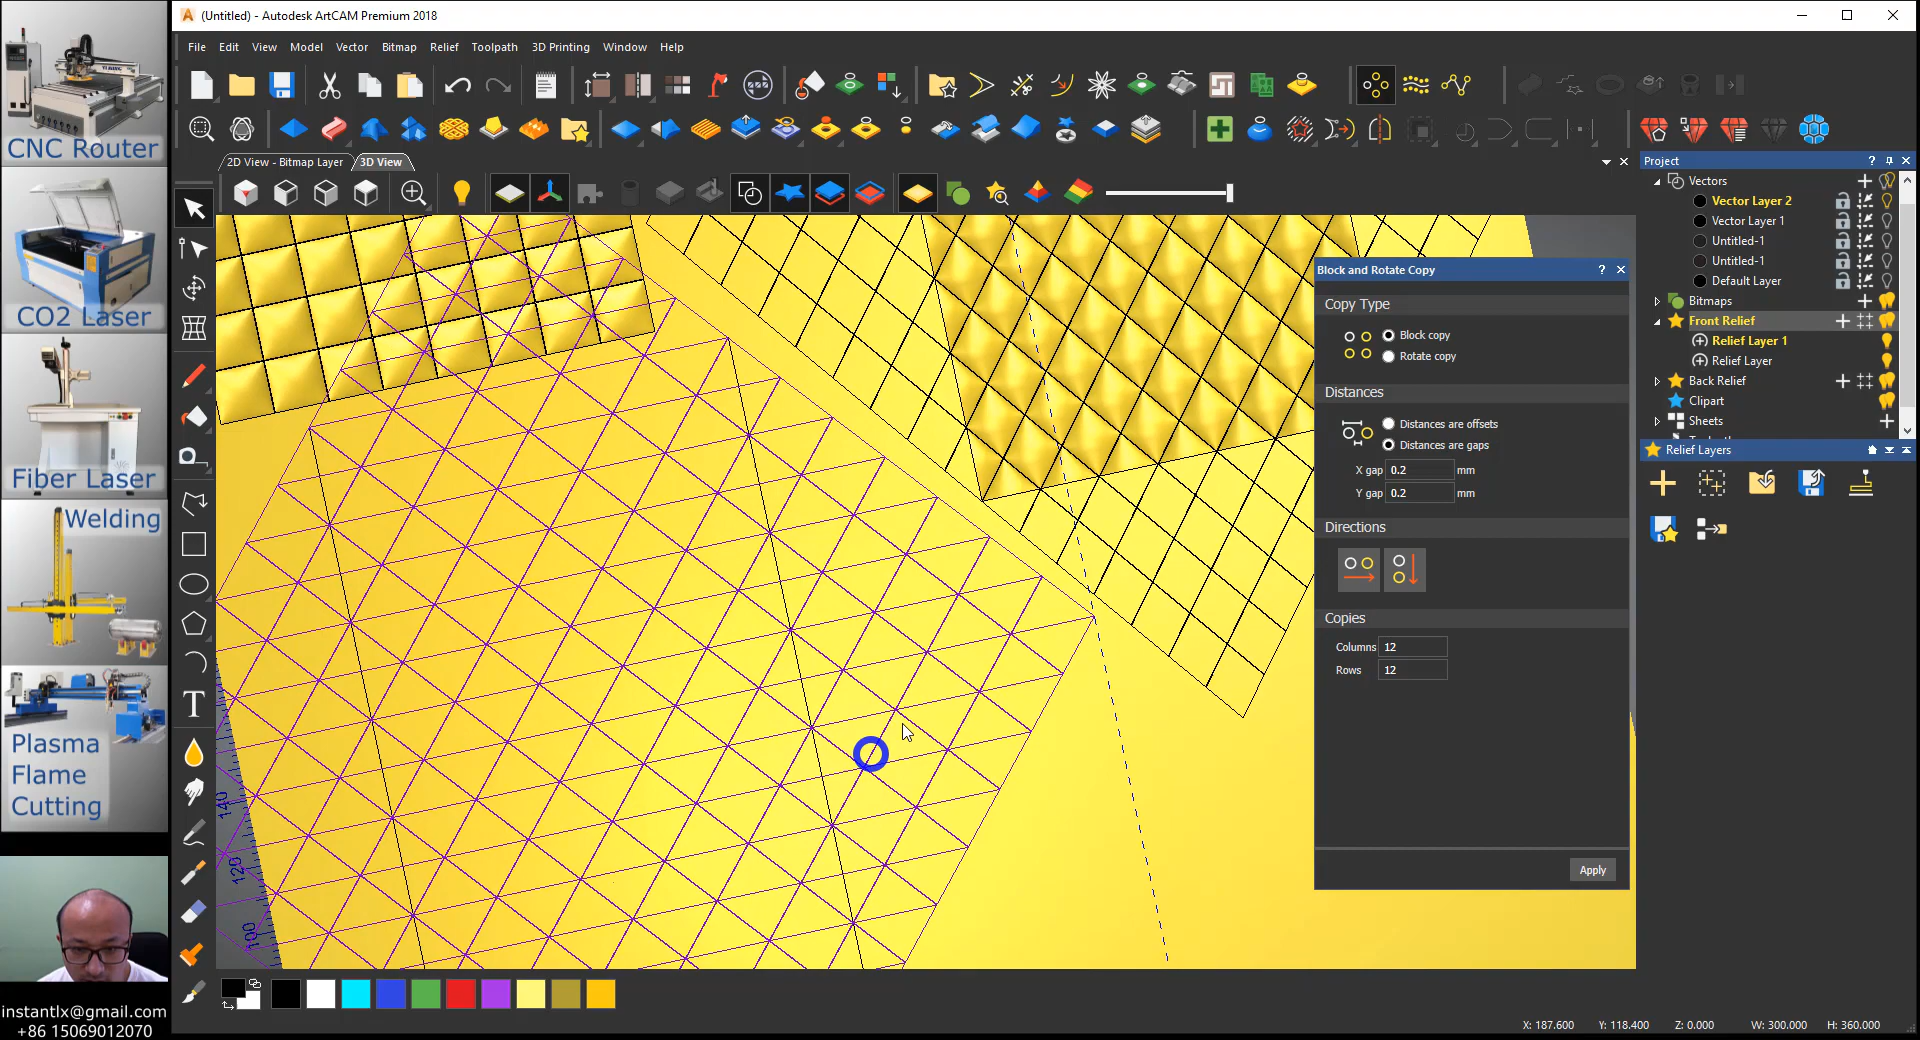 (Untitled) - Autodesk ArtCAM Premium 2018
File Edit View Model Vector Bitmap Relief Toolpath 3D Printing Window Help
2D View - Bitmap Layer
3D View
CNC Router
CO2 Laser
Fiber Laser
Welding
Plasma
Flame
Cutting
instantlx@gmail.com
+86 15069012070
140
120
100
Block and Rotate Copy
Copy Type
Block copy
Rotate copy
Distances
Distances are offsets
Distances are gaps
X gap 0.2 mm
Y gap 0.2 mm
Directions
Copies
Columns 12
Rows 12
Apply
Project
Vectors
Vector Layer 2
Vector Layer 1
Untitled-1
Untitled-1
Default Layer
Bitmaps
Front Relief
Relief Layer 1
Relief Layer
Back Relief
Clipart
Sheets
Relief Layers
X: 187.600 Y: 118.400 Z: 0.000 W: 300.000 H: 360.000